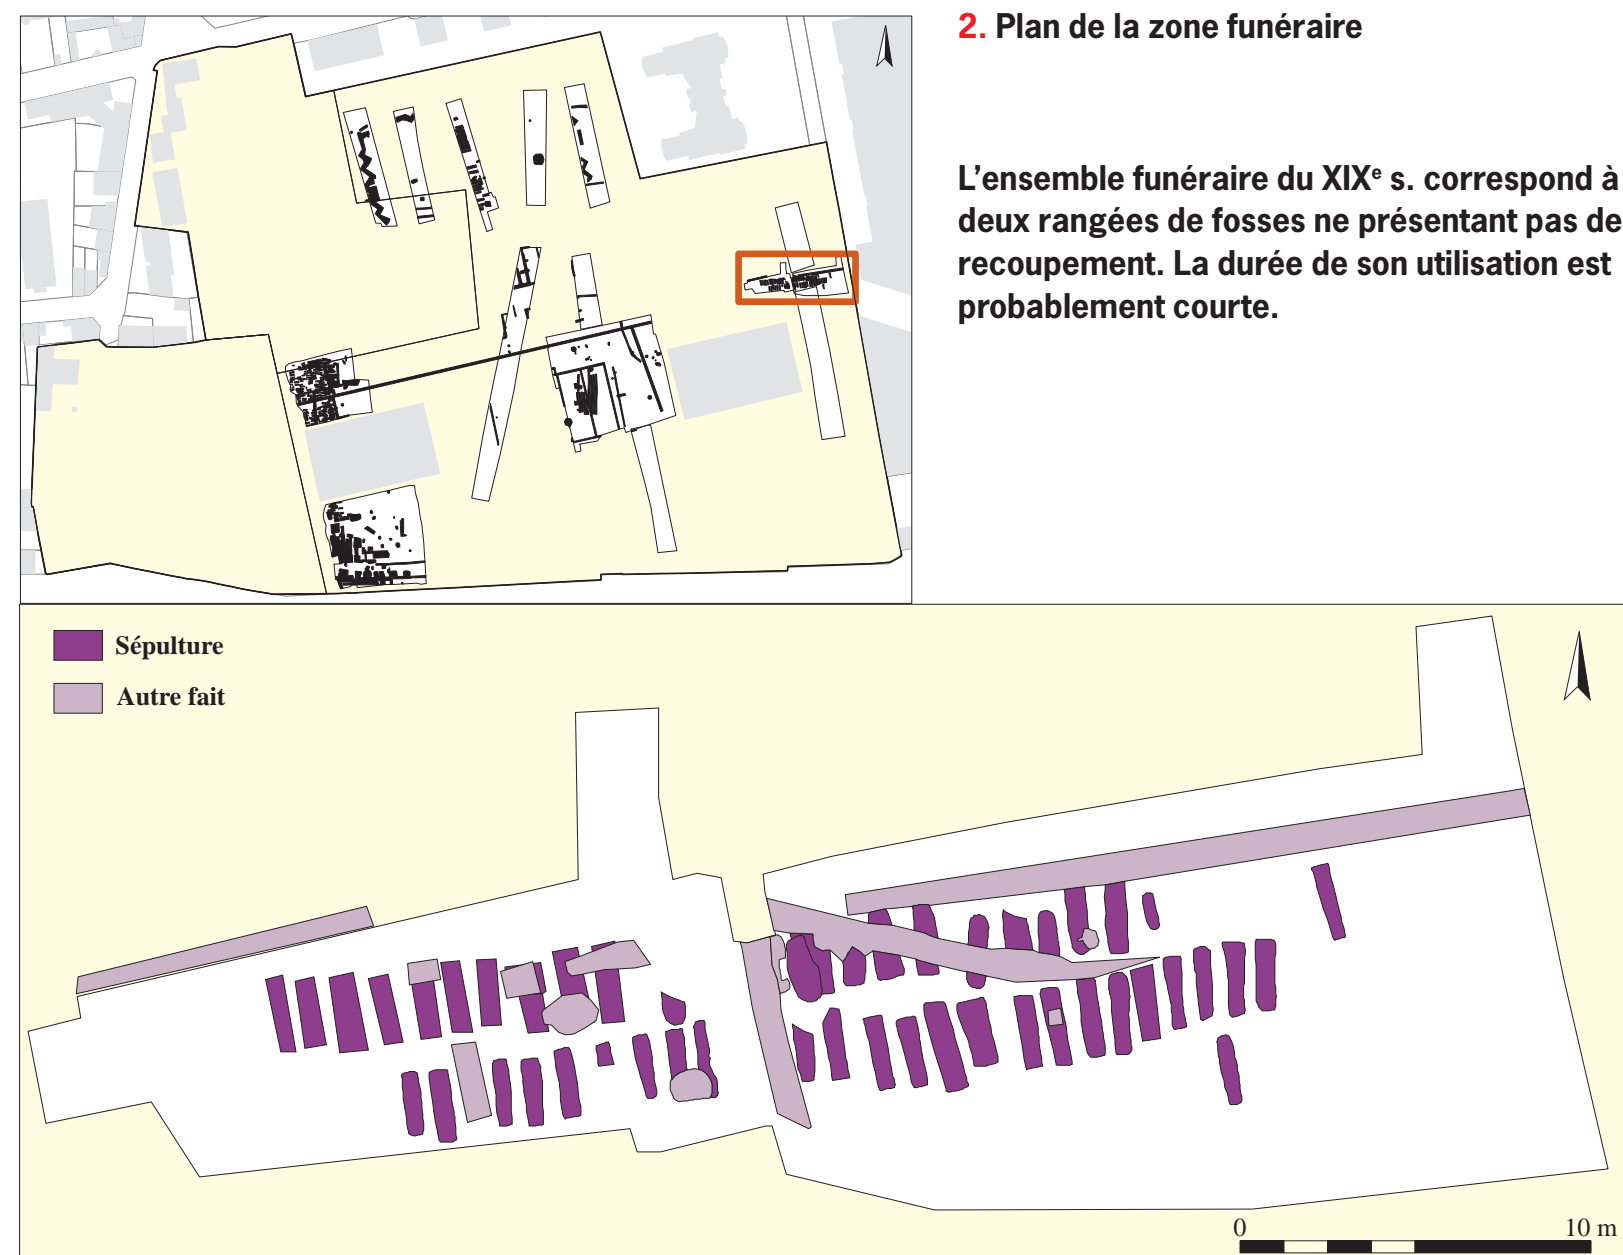 2. Plan de la zone funéraire
L’ensemble funéraire du XIXe s. correspond à
deux rangées de fosses ne présentant pas de
recoupement. La durée de son utilisation est
probablement courte.
Sépulture
Autre fait
0 10 m